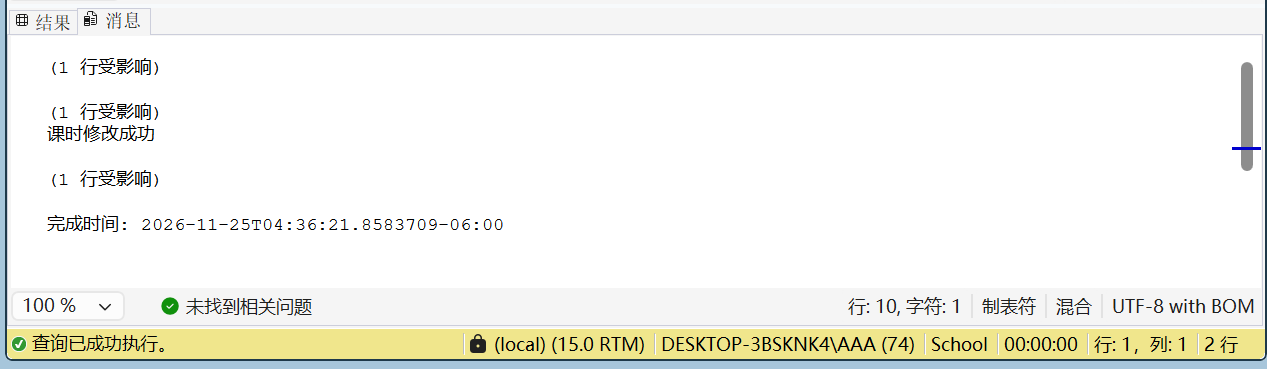 结果 消息
(1 行受影响)
(1 行受影响)
课时修改成功
(1 行受影响)
完成时间: 2026-11-25T04:36:21.8583709-06:00
100 % 未找到相关问题 行: 10, 字符: 1 制表符 混合 UTF-8 with BOM
查询已成功执行。 (local) (15.0 RTM) DESKTOP-3BSKNK4\AAA (74) School 00:00:00 行: 1, 列: 1 2 行